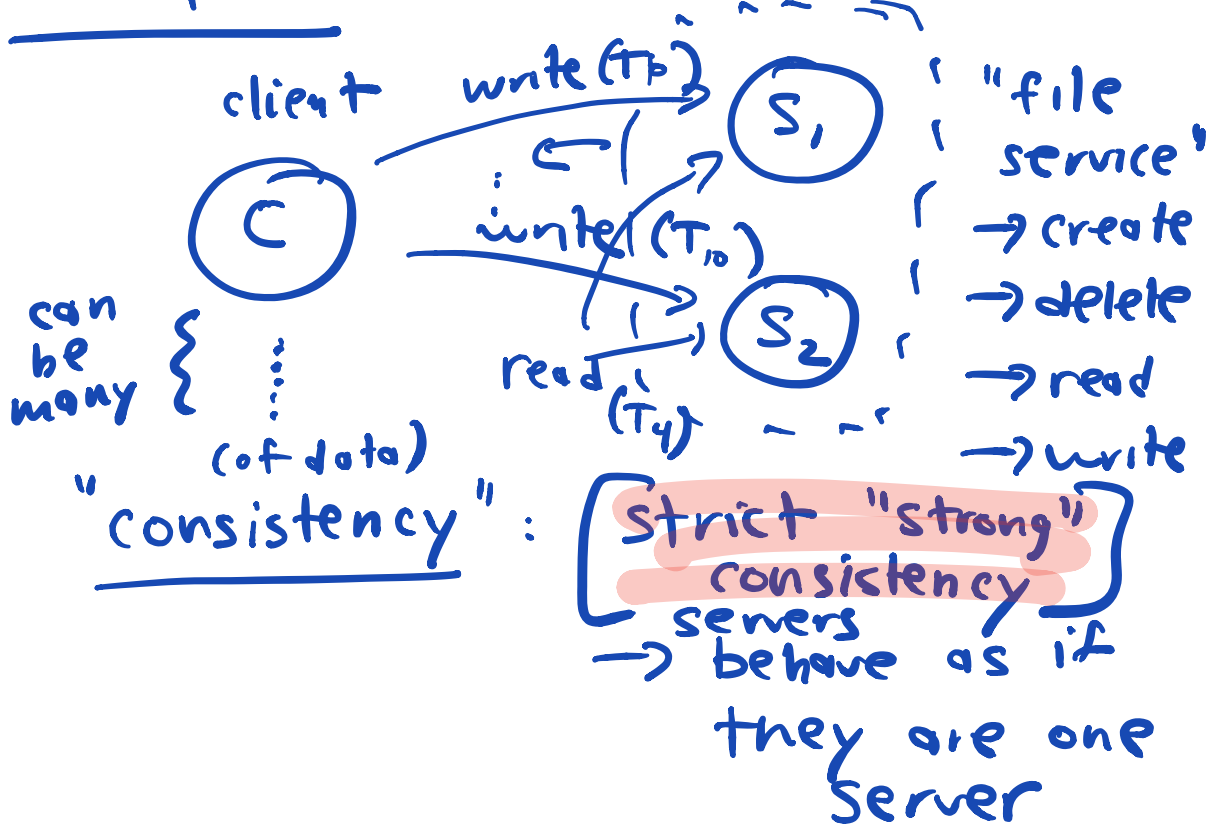 client
write (T0)
S1
"file
service"
C
write (T10)
→ create
can
be
many
S2
→ delete
read
(T4)
→ read
→ write
(of data)
"consistency" :
strict "strong"
consistency
servers
→ behave as if
they are one
server